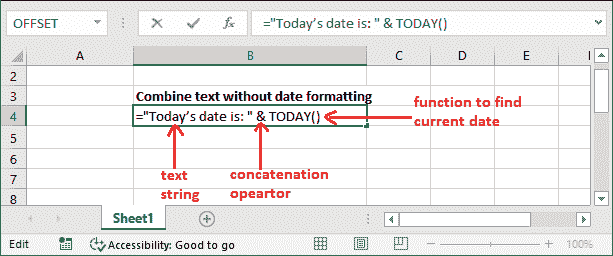 OFFSET
="Today's date is: " & TODAY()
A B C D E
2
3 Combine text without date formatting
4 ="Today's date is: " & TODAY()
function to find
current date
5
6
7 text
string
concatenation
opeartor
8
Sheet1
Edit
Accessibility: Good to go
100%